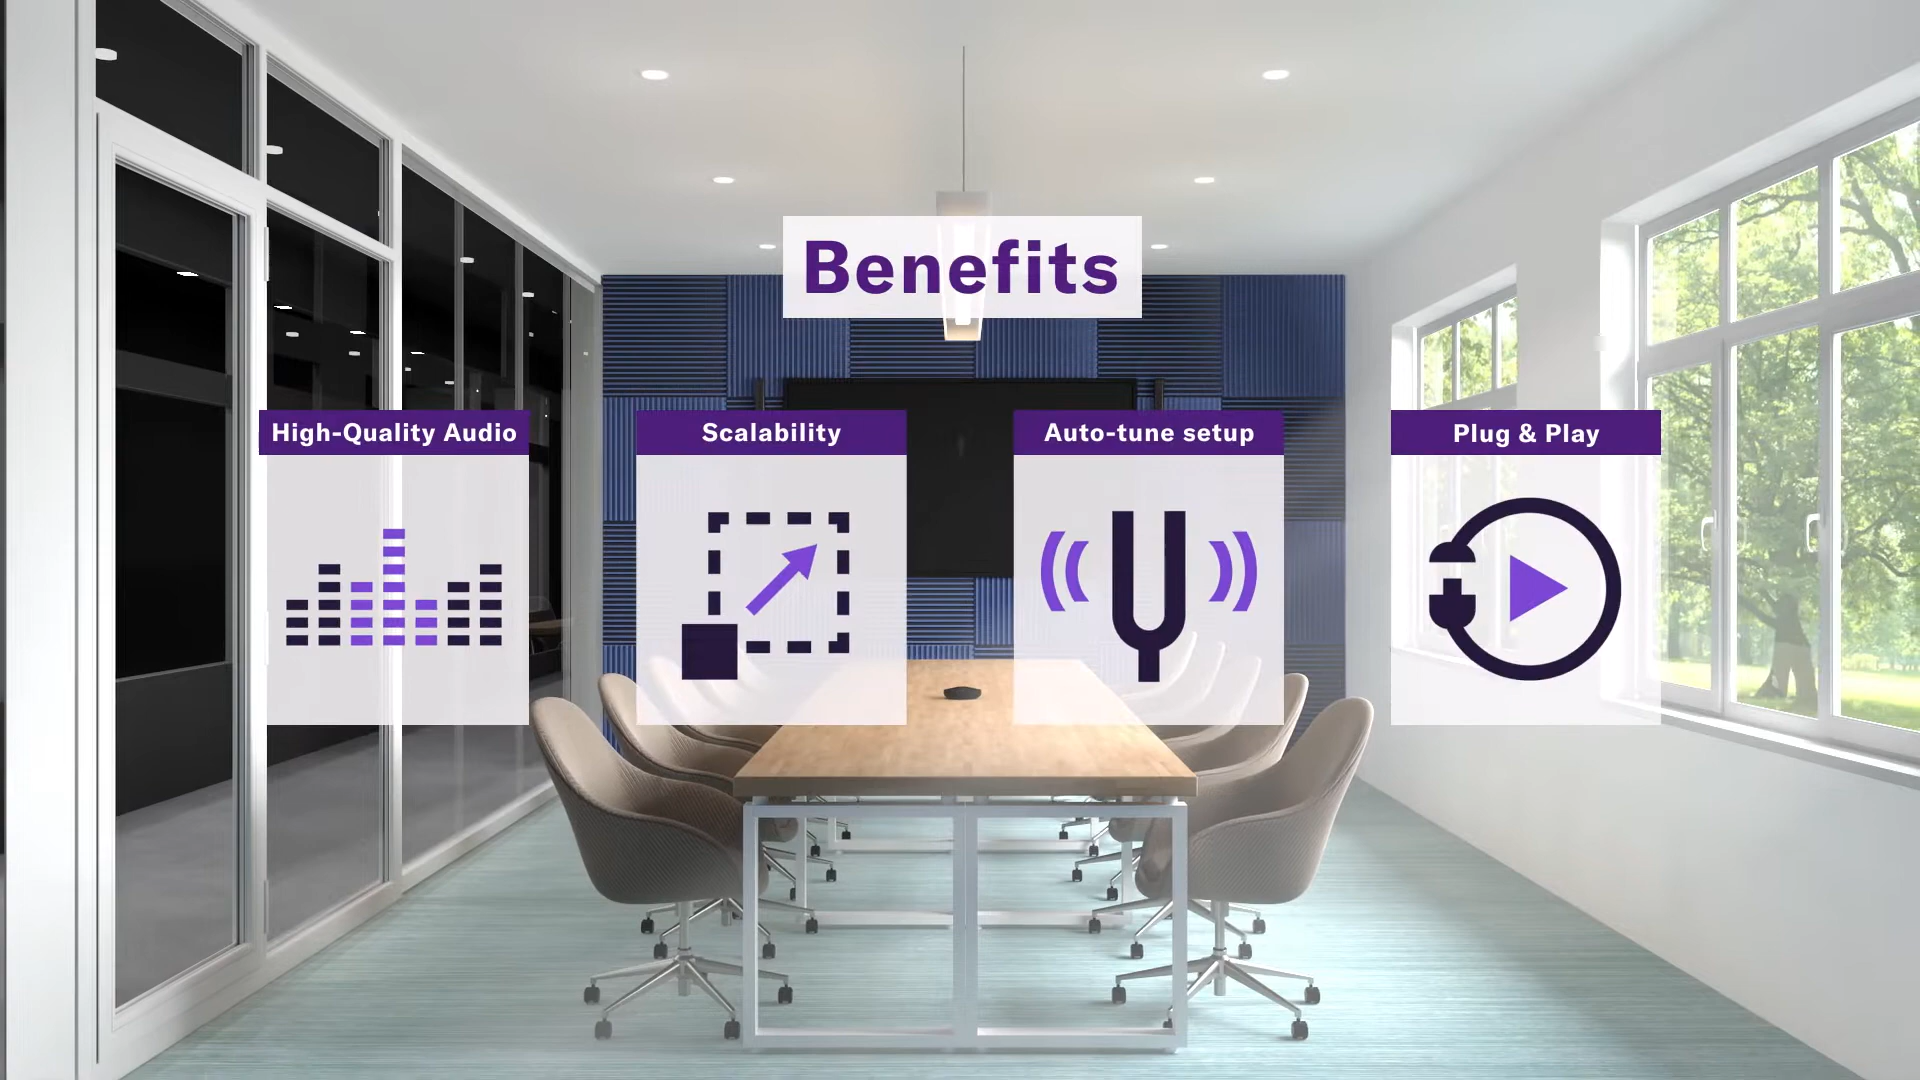 Benefits
High-Quality Audio
Scalability
Auto-tune setup
Plug & Play